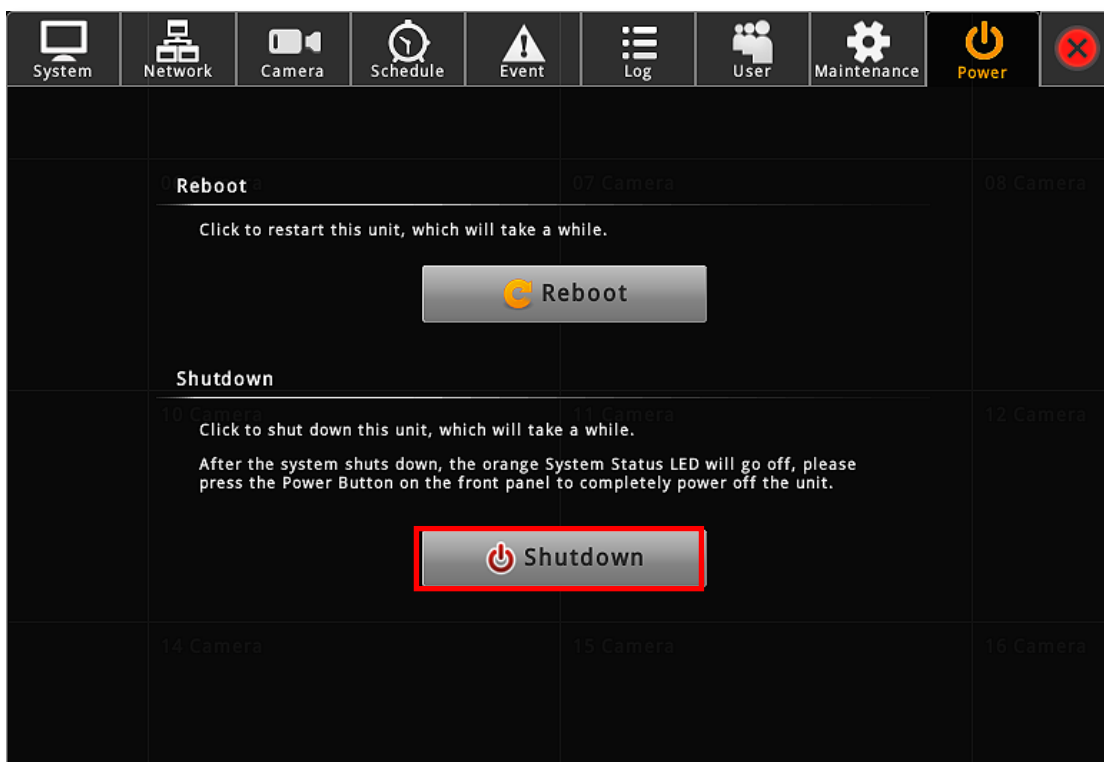 System Network Camera Schedule Event Log User Maintenance Power
07 Camera 08 Camera
Reboot
Click to restart this unit, which will take a while.
Reboot
Shutdown
10 Camera 11 Camera 12 Camera
Click to shut down this unit, which will take a while.
After the system shuts down, the orange System Status LED will go off, please
press the Power Button on the front panel to completely power off the unit.
Shutdown
14 Camera 15 Camera 16 Camera